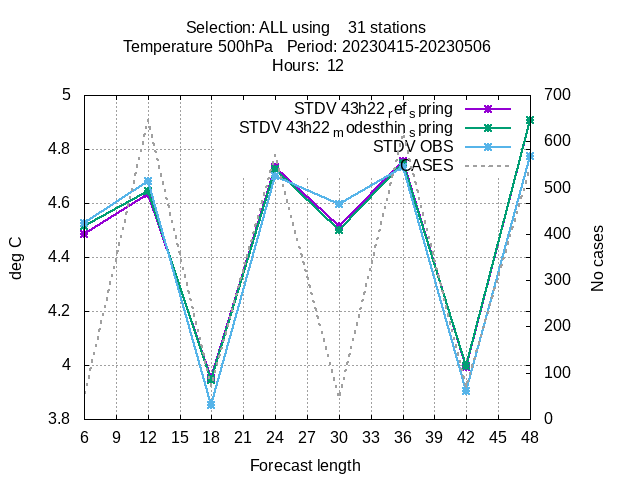 Selection: ALL using    31 stations
Temperature 500hPa   Period: 20230415-20230506
Hours:  12
STDV 43h22 ref spring
STDV 43h22 modesthin spring
STDV OBS
CASES
5
4.8
4.6
4.4
4.2
4
3.8
deg C
700
600
500
400
300
200
100
0
No cases
6 9 12 15 18 21 24 27 30 33 36 39 42 45 48
Forecast length